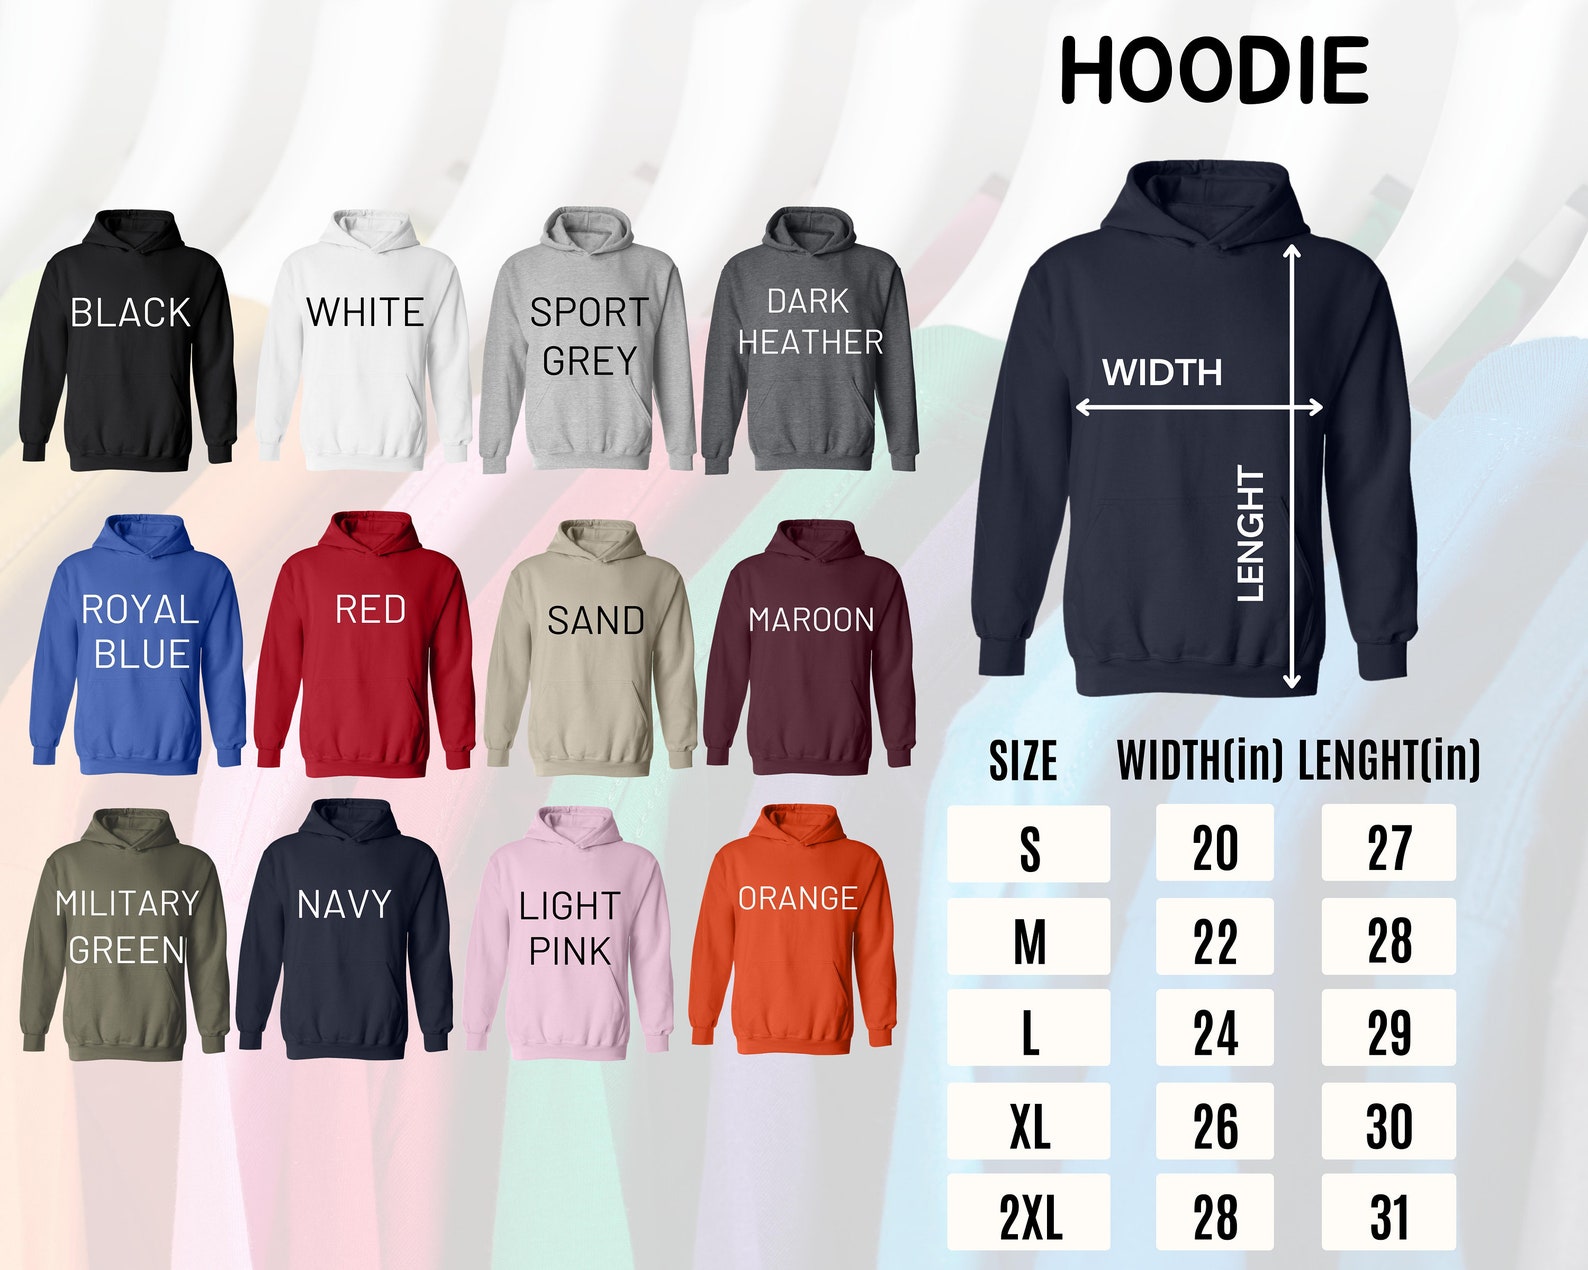 HOODIE
BLACK
WHITE
SPORT
GREY
DARK
HEATHER
ROYAL
BLUE
RED
SAND
MAROON
MILITARY
GREEN
NAVY
LIGHT
PINK
ORANGE
WIDTH
LENGHT
SIZE WIDTH(in) LENGHT(in)
S 20 27
M 22 28
L 24 29
XL 26 30
2XL 28 31